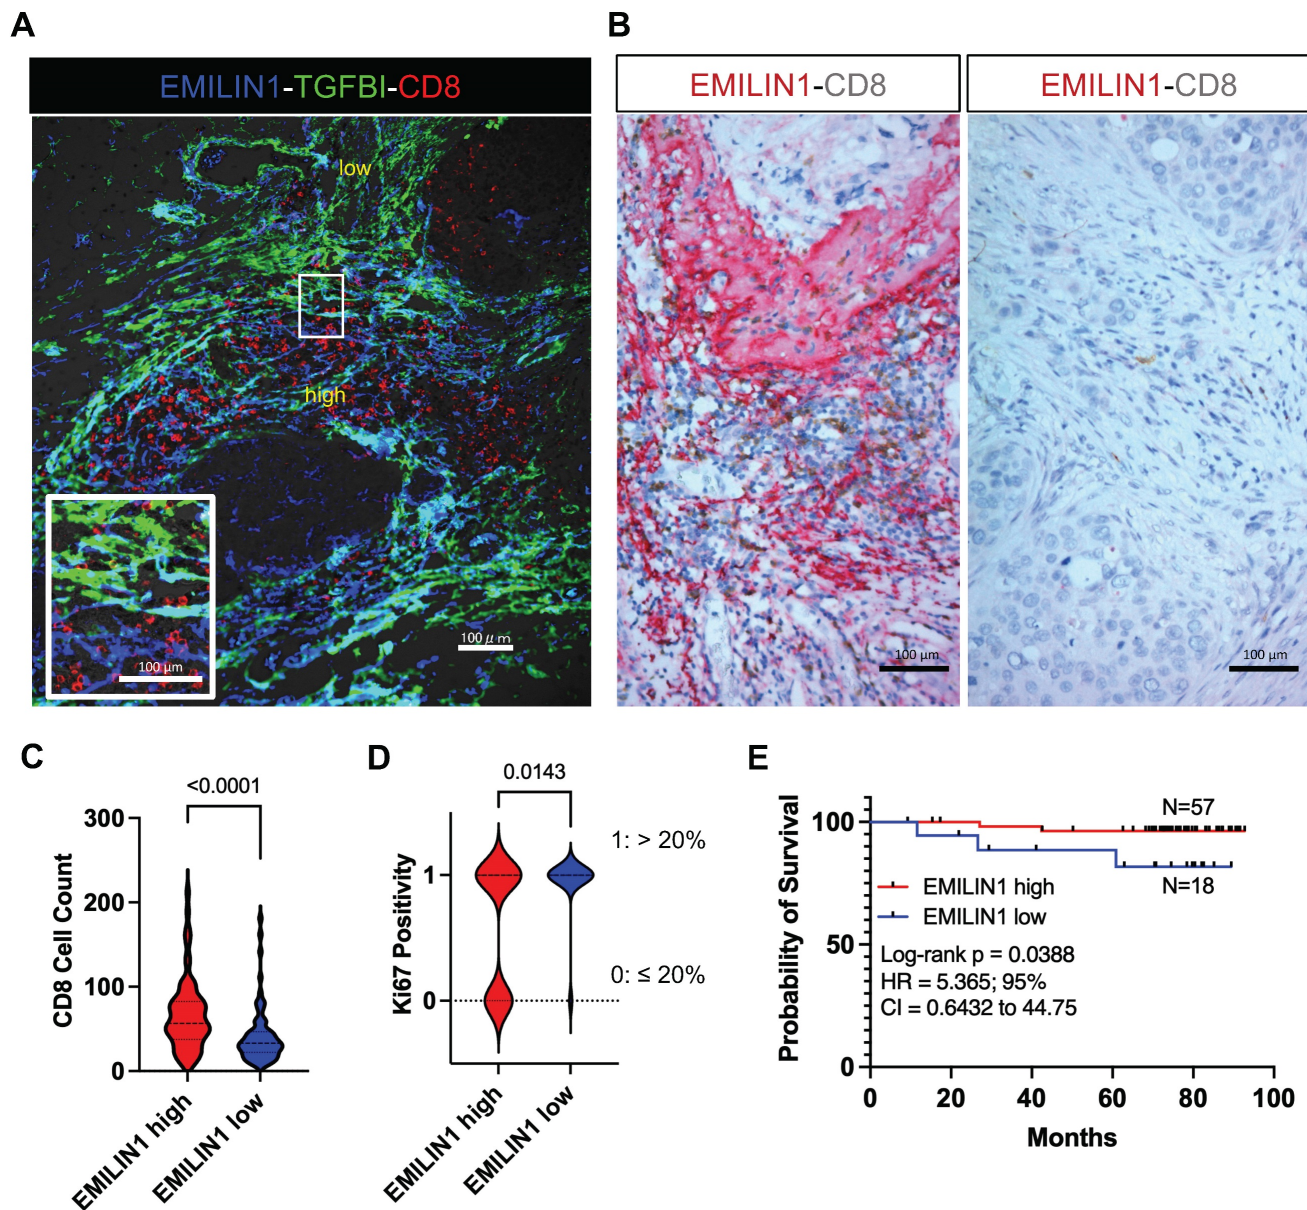 A
B
EMILIN1-TGFBI-CD8
EMILIN1-CD8
EMILIN1-CD8
low
high
100 μm
100 μm
100 μm
100 μm
C
D
E
<0.0001
300
200
100
0
CD8 Cell Count
EMILIN1 high
EMILIN1 low
0.0143
1
0
Ki67 Positivity
1: > 20%
0: ≤ 20%
EMILIN1 high
EMILIN1 low
100
50
0
Probability of Survival
N=57
N=18
EMILIN1 high
EMILIN1 low
Log-rank p = 0.0388
HR = 5.365; 95%
CI = 0.6432 to 44.75
0 20 40 60 80 100
Months